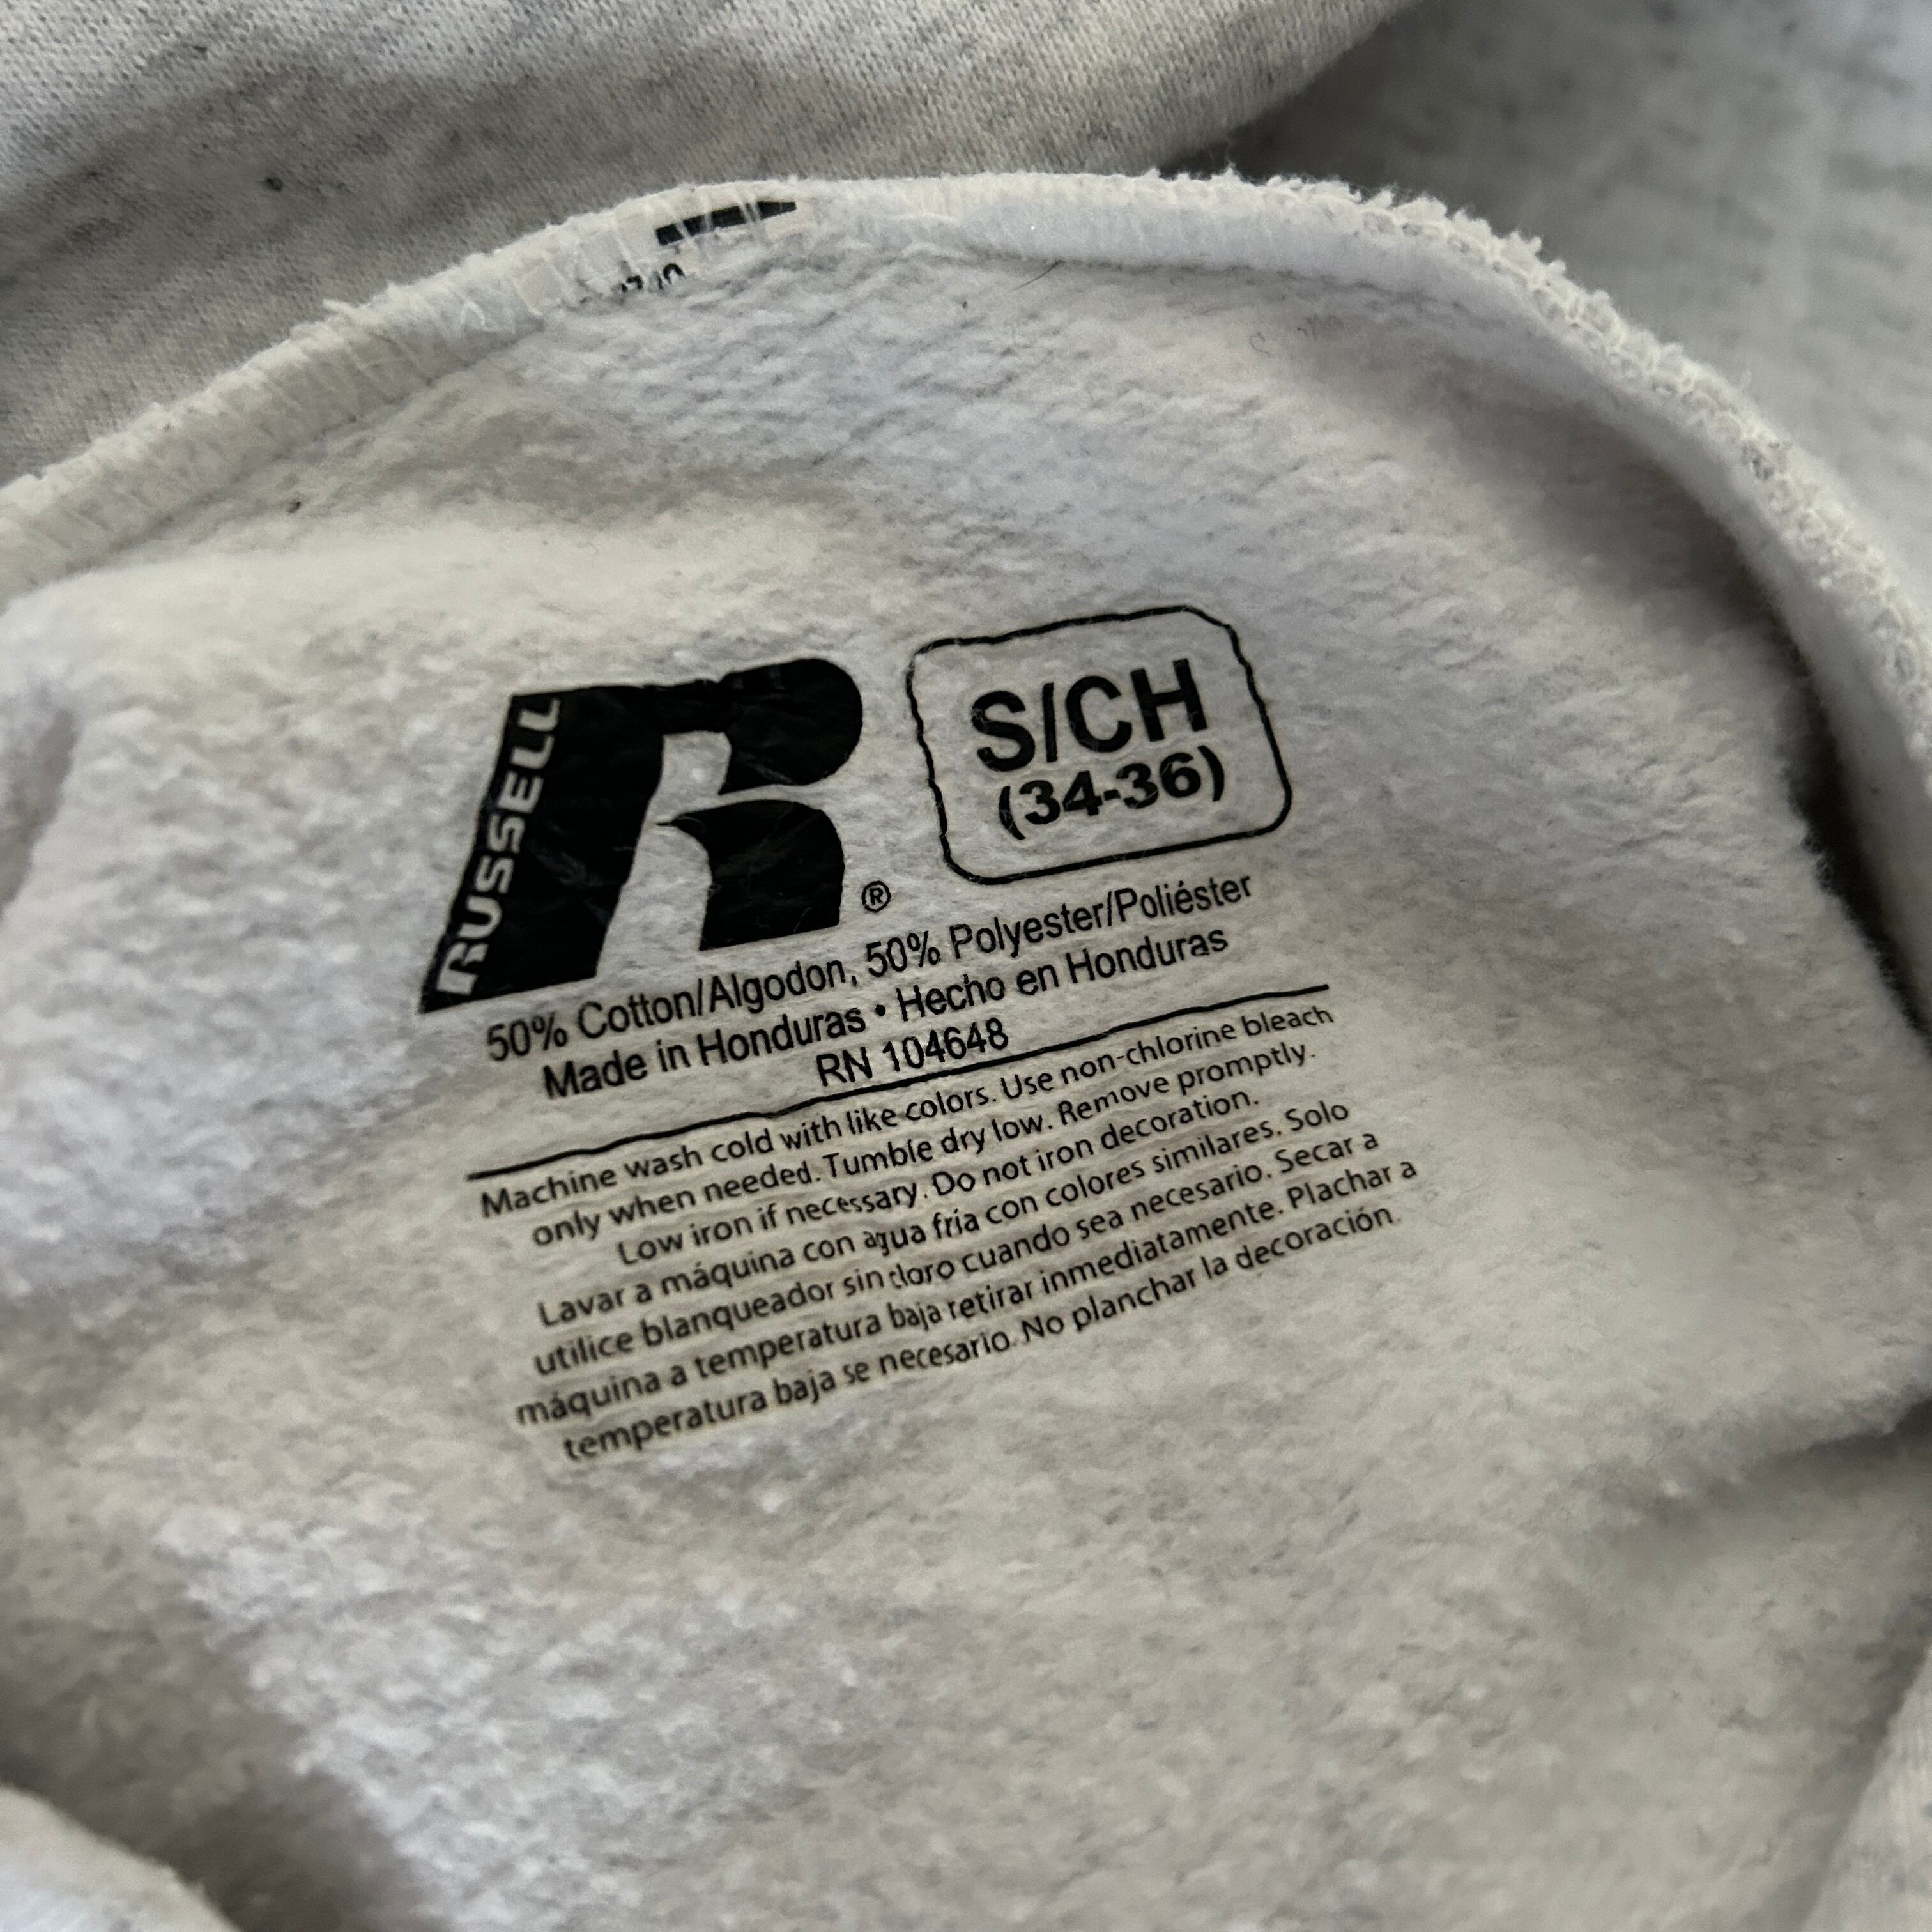 RUSSELL
®
S/CH
(34-36)
50% Cotton/Algodon, 50% Polyester/Poliéster
Made in Honduras • Hecho en Honduras
RN 104648
Machine wash cold with like colors. Use non-chlorine bleach
only when needed. Tumble dry low. Remove promptly.
Low iron if necessary. Do not iron decoration.
Lavar a máquina con agua fría con colores similares. Solo
utilice blanqueador sin cloro cuando sea necesario. Secar a
máquina a temperatura baja retirar inmediatamente. Plachar a
temperatura baja se necesario. No planchar la decoración.